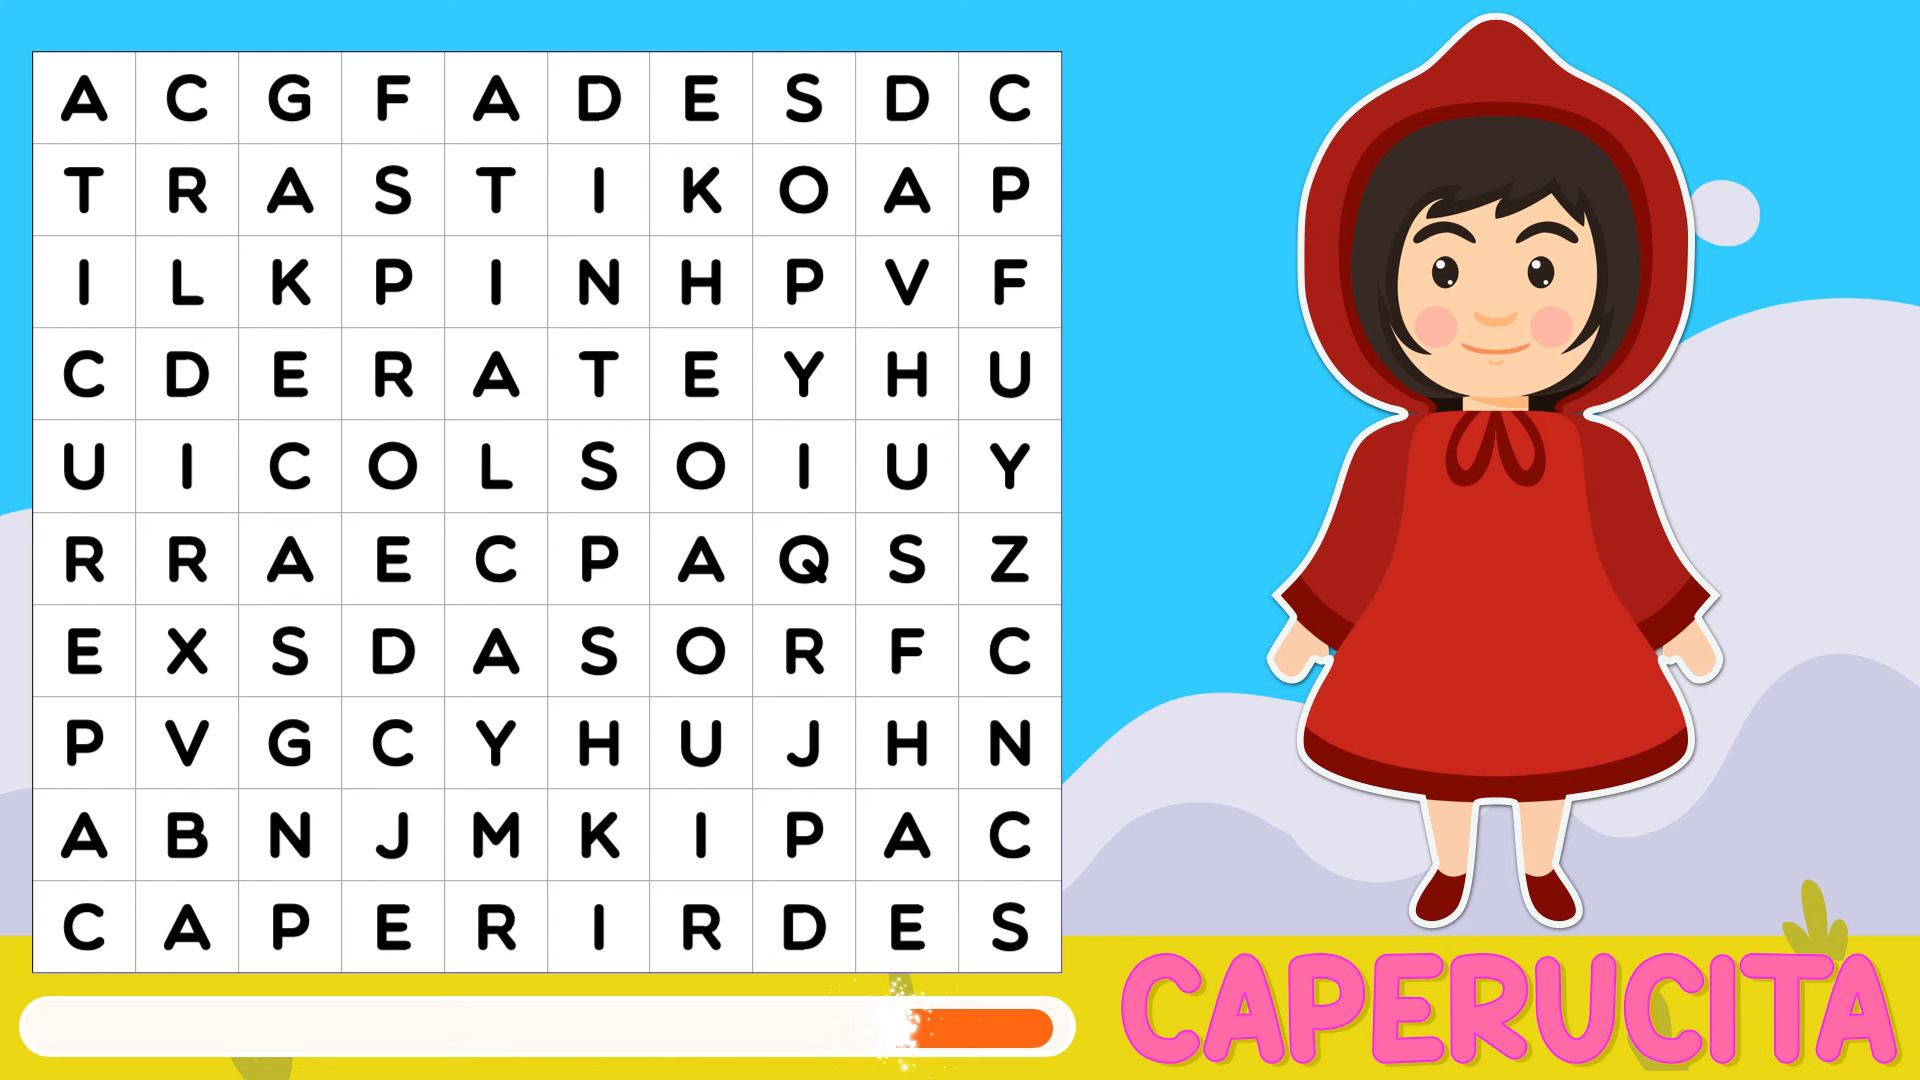 A C G F A D E S D C
T R A S T I K O A P
I L K P I N H P V F
C D E R A T E Y H U
U I C O L S O I U Y
R R A E C P A Q S Z
E X S D A S O R F C
P V G C Y H U J H N
A B N J M K I P A C
C A P E R I R D E S
CAPERUCITA